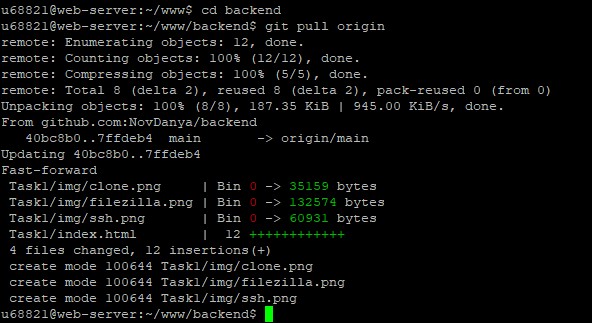 u68821@web-server:~/www$ cd backend
u68821@web-server:~/www/backend$ git pull origin
remote: Enumerating objects: 12, done.
remote: Counting objects: 100% (12/12), done.
remote: Compressing objects: 100% (5/5), done.
remote: Total 8 (delta 2), reused 8 (delta 2), pack-reused 0 (from 0)
Unpacking objects: 100% (8/8), 187.35 KiB | 945.00 KiB/s, done.
From github.com:NovDanya/backend
   40bc8b0..7ffdeb4  main       -> origin/main
Updating 40bc8b0..7ffdeb4
Fast-forward
 Task1/img/clone.png     | Bin 0 -> 35159 bytes
 Task1/img/filezilla.png | Bin 0 -> 132574 bytes
 Task1/img/ssh.png       | Bin 0 -> 60931 bytes
 Task1/index.html        |  12 ++++++++++++
 4 files changed, 12 insertions(+)
 create mode 100644 Task1/img/clone.png
 create mode 100644 Task1/img/filezilla.png
 create mode 100644 Task1/img/ssh.png
u68821@web-server:~/www/backend$